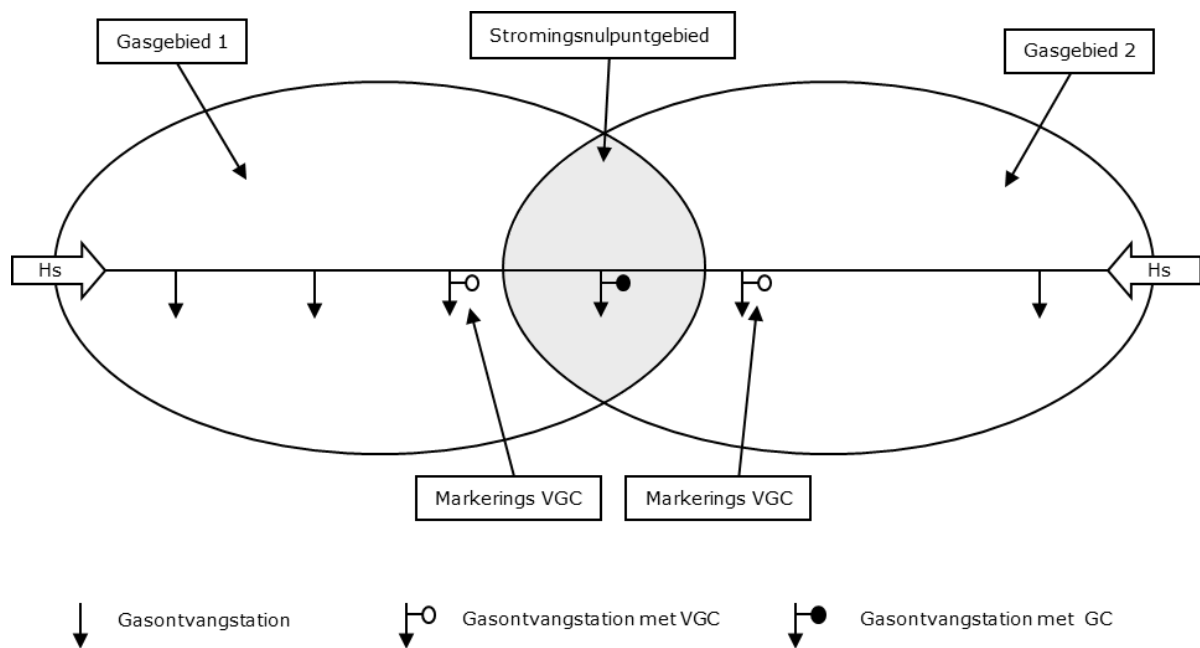 Gasgebied 1
Stromingsnulpuntgebied
Gasgebied 2
Hs
Hs
Markerings VGC
Markerings VGC
Gasontvangstation
Gasontvangstation met VGC
Gasontvangstation met GC